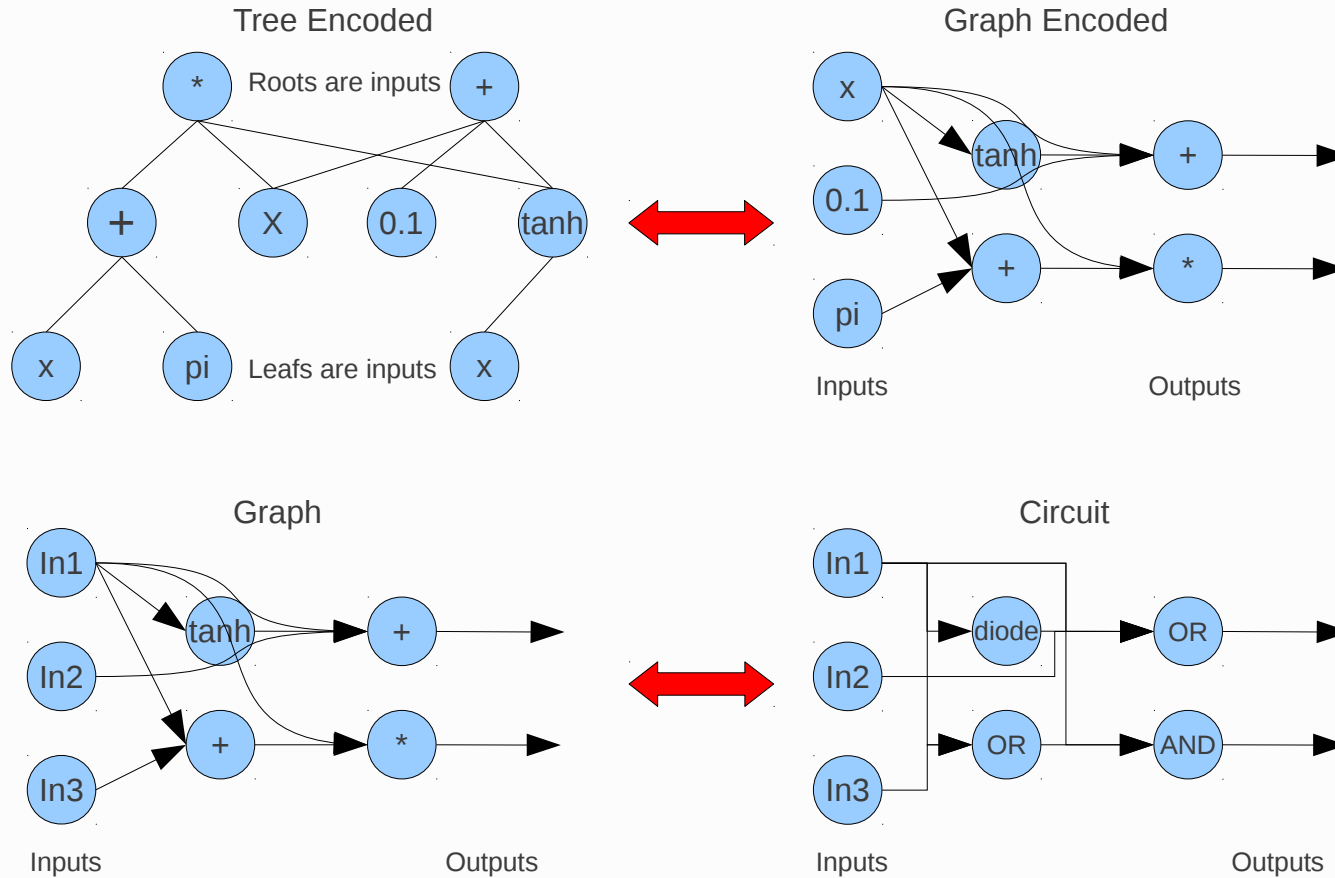 Tree Encoded
* Roots are inputs +
+ X 0.1 tanh
x pi Leafs are inputs x
Graph Encoded
x
tanh +
0.1
+ *
pi
Inputs Outputs
Graph
In1
tanh +
In2
+ *
In3
Inputs Outputs
Circuit
In1
diode OR
In2
OR AND
In3
Inputs Outputs